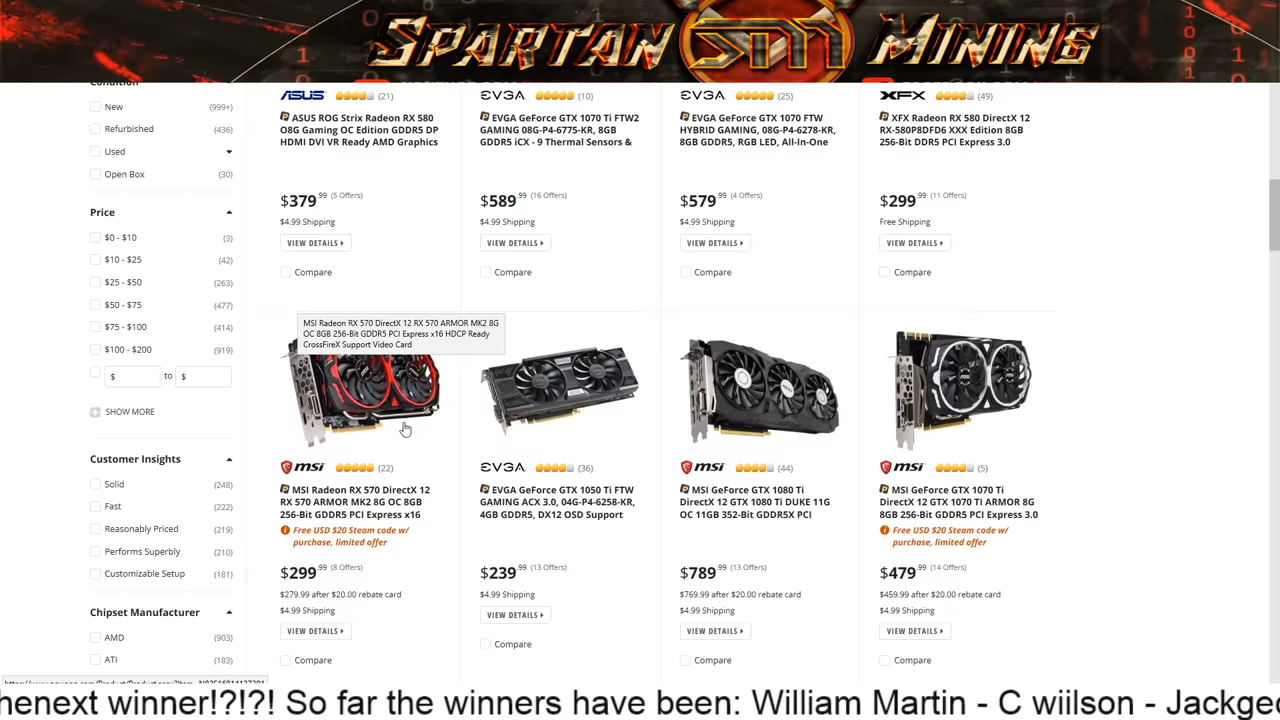 SPARTAN SM MINING
Condition
New (999+)
Refurbished (436)
Used
Open Box (30)
Price
$0 - $10 (3)
$10 - $25 (42)
$25 - $50 (263)
$50 - $75 (477)
$75 - $100 (414)
$100 - $200 (919)
$ to $
SHOW MORE
Customer Insights
Solid (248)
Fast (222)
Reasonably Priced (219)
Performs Superbly (210)
Customizable Setup (181)
Chipset Manufacturer
AMD (903)
ATI (183)
ASUS (21)
ASUS ROG Strix Radeon RX 580
O8G Gaming OC Edition GDDR5 DP
HDMI DVI VR Ready AMD Graphics
$379.99 (5 Offers)
$4.99 Shipping
VIEW DETAILS
Compare
EVGA (10)
EVGA GeForce GTX 1070 Ti FTW2
GAMING 08G-P4-6775-KR, 8GB
GDDR5 iCX - 9 Thermal Sensors &
$589.99 (16 Offers)
$4.99 Shipping
VIEW DETAILS
Compare
EVGA (25)
EVGA GeForce GTX 1070 FTW
HYBRID GAMING, 08G-P4-6278-KR,
8GB GDDR5, RGB LED, All-In-One
$579.99 (4 Offers)
$4.99 Shipping
VIEW DETAILS
Compare
XFX (49)
XFX Radeon RX 580 DirectX 12
RX-580P8DFD6 XXX Edition 8GB
256-Bit DDR5 PCI Express 3.0
$299.99 (11 Offers)
Free Shipping
VIEW DETAILS
Compare
MSI Radeon RX 570 DirectX 12 RX 570 ARMOR MK2 8G
OC 8GB 256-Bit GDDR5 PCI Express x16 HDCP Ready
CrossFireX Support Video Card
msi (22)
MSI Radeon RX 570 DirectX 12
RX 570 ARMOR MK2 8G OC 8GB
256-Bit GDDR5 PCI Express x16
Free USD $20 Steam code w/
purchase, limited offer
$299.99 (8 Offers)
$279.99 after $20.00 rebate card
$4.99 Shipping
VIEW DETAILS
Compare
EVGA (36)
EVGA GeForce GTX 1050 Ti FTW
GAMING ACX 3.0, 04G-P4-6258-KR,
4GB GDDR5, DX12 OSD Support
$239.99 (13 Offers)
$4.99 Shipping
VIEW DETAILS
Compare
msi (44)
MSI GeForce GTX 1080 Ti
DirectX 12 GTX 1080 Ti DUKE 11G
OC 11GB 352-Bit GDDR5X PCI
$789.99 (13 Offers)
$769.99 after $20.00 rebate card
$4.99 Shipping
VIEW DETAILS
Compare
msi (5)
MSI GeForce GTX 1070 Ti
DirectX 12 GTX 1070 Ti ARMOR 8G
8GB 256-Bit GDDR5 PCI Express 3.0
Free USD $20 Steam code w/
purchase, limited offer
$479.99 (14 Offers)
$459.99 after $20.00 rebate card
$4.99 Shipping
VIEW DETAILS
Compare
henext winner!?!?! So far the winners have been: William Martin - C wiilson - Jackgeo